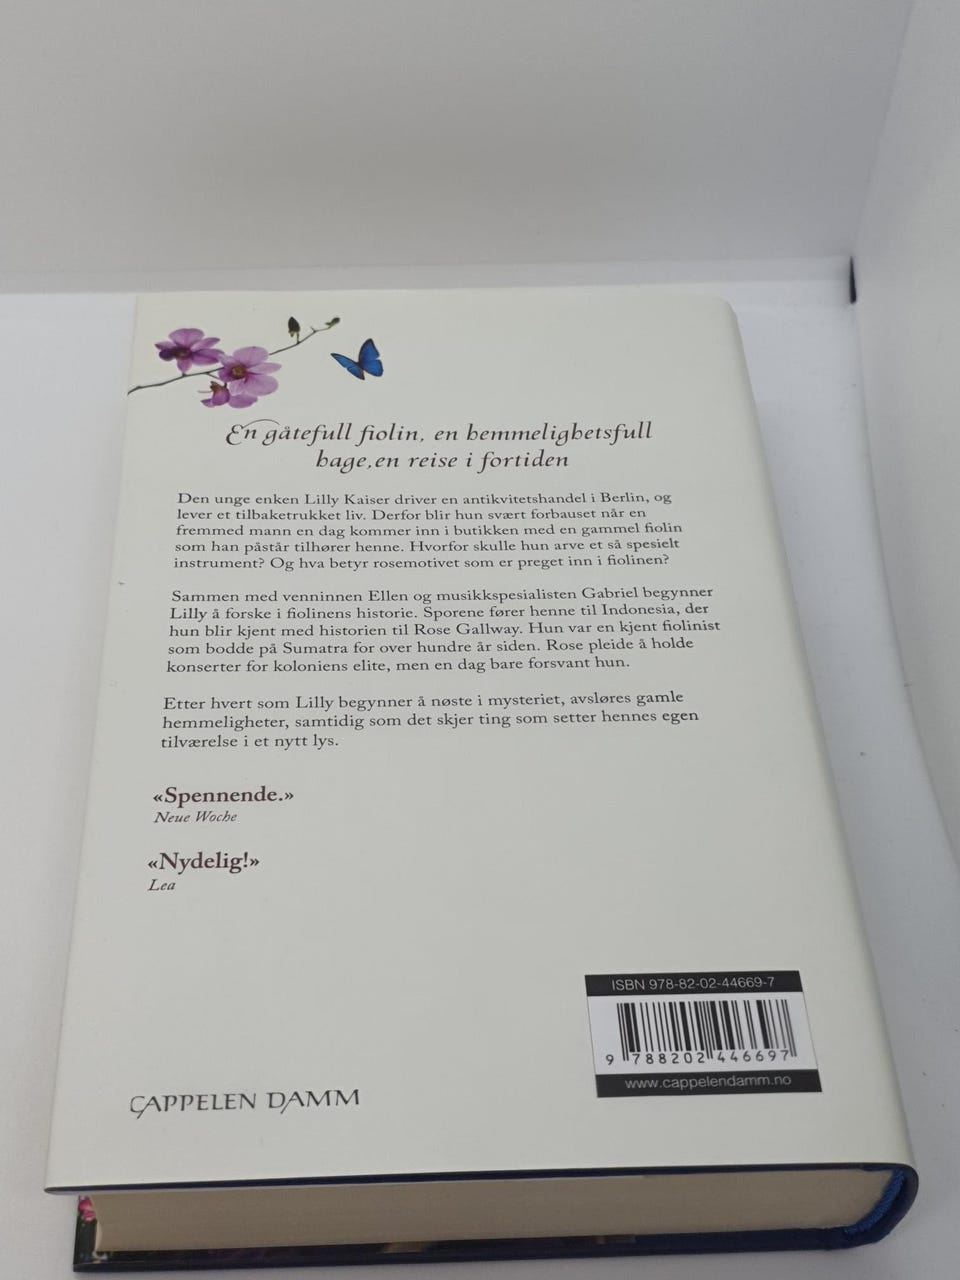 En gåtefull fiolin, en hemmelighetsfull
hage, en reise i fortiden
Den unge enken Lilly Kaiser driver en antikvitetshandel i Berlin, og
lever et tilbaketrukket liv. Derfor blir hun svært forbauset når en
fremmed mann en dag kommer inn i butikken med en gammel fiolin
som han påstår tilhører henne. Hvorfor skulle hun arve et så spesielt
instrument? Og hva betyr rosemotivet som er preget inn i fiolinen?
Sammen med venninnen Ellen og musikkspesialisten Gabriel begynner
Lilly å forske i fiolinens historie. Sporene fører henne til Indonesia, der
hun blir kjent med historien til Rose Gallway. Hun var en kjent fiolinist
som bodde på Sumatra for over hundre år siden. Rose pleide å holde
konserter for koloniens elite, men en dag bare forsvant hun.
Etter hvert som Lilly begynner å nøste i mysteriet, avsløres gamle
hemmeligheter, samtidig som det skjer ting som setter hennes egen
tilværelse i et nytt lys.
«Spennende.»
Neue Woche
«Nydelig!»
Lea
ISBN 978-82-02-44669-7
9 788202 446697
www.cappelendamm.no
CAPPELEN DAMM